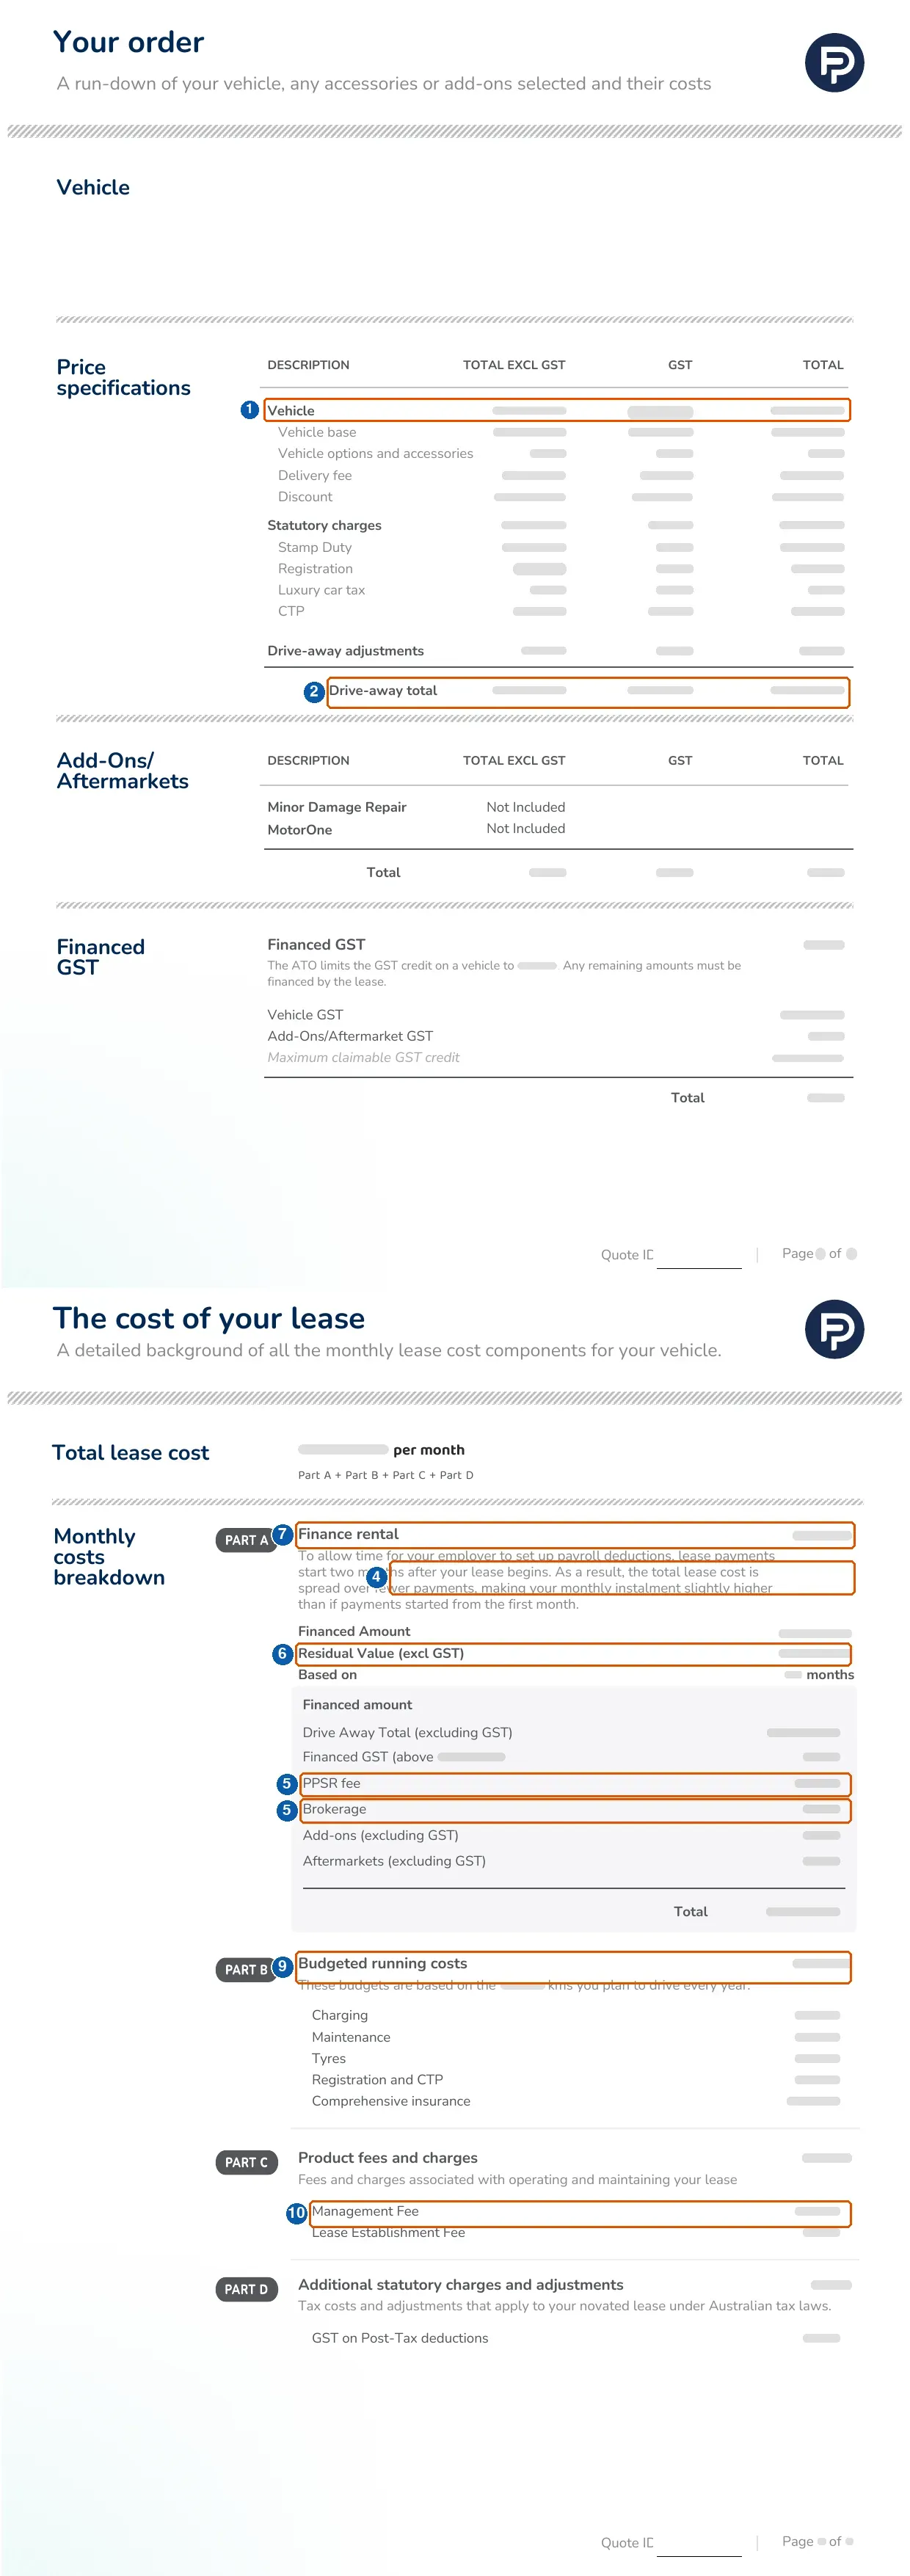 Your order
A run-down of your vehicle, any accessories or add-ons selected and their costs
Vehicle
Price specifications
DESCRIPTION TOTAL EXCL GST GST TOTAL
1 Vehicle
Vehicle base
Vehicle options and accessories
Delivery fee
Discount
Statutory charges
Stamp Duty
Registration
Luxury car tax
CTP
Drive-away adjustments
2 Drive-away total
Add-Ons/
Aftermarkets
DESCRIPTION TOTAL EXCL GST GST TOTAL
Minor Damage Repair Not Included
MotorOne Not Included
Total
Financed
GST
Financed GST
The ATO limits the GST credit on a vehicle to Any remaining amounts must be
financed by the lease.
Vehicle GST
Add-Ons/Aftermarket GST
Maximum claimable GST credit
Total
Quote ID | Page of
The cost of your lease
A detailed background of all the monthly lease cost components for your vehicle.
Total lease cost
per month
Part A + Part B + Part C + Part D
Monthly
costs
breakdown
PART A 7 Finance rental
To allow time for your employer to set up payroll deductions, lease payments
start two months after your lease begins. As a result, the total lease cost is
4
spread over fewer payments, making your monthly instalment slightly higher
than if payments started from the first month.
Financed Amount
6 Residual Value (excl GST)
Based on months
Financed amount
Drive Away Total (excluding GST)
Financed GST (above
5 PPSR fee
5 Brokerage
Add-ons (excluding GST)
Aftermarkets (excluding GST)
Total
PART B 9 Budgeted running costs
These budgets are based on the kms you plan to drive every year.
Charging
Maintenance
Tyres
Registration and CTP
Comprehensive insurance
PART C Product fees and charges
Fees and charges associated with operating and maintaining your lease
10 Management Fee
Lease Establishment Fee
PART D Additional statutory charges and adjustments
Tax costs and adjustments that apply to your novated lease under Australian tax laws.
GST on Post-Tax deductions
Quote ID | Page of